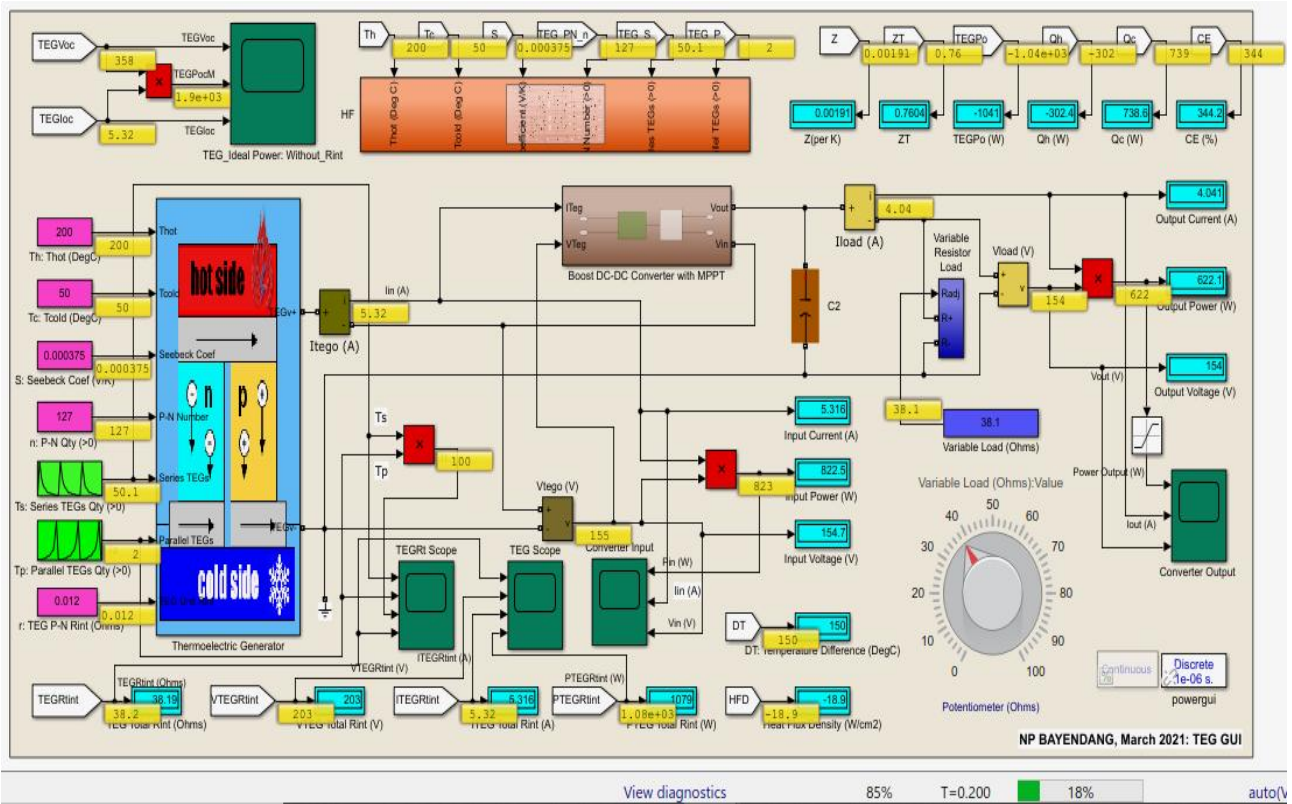 TEGVoc
358
TEGVoc
TEGPocM
1.9e+03
TEGIoc
5.32
TEGIoc
TEG_Ideal Power: Without_Rint
Th
200
Tc
50
S
0.000375
TEG_PN_n
127
TEG_S
50.1
TEG_P
2
HF
Thot (Deg C)
Tcold (Deg C)
efficient (V/K)
N Number (>0)
ies TEGs (>0)
llel TEGs (>0)
Z
0.00191
ZT
0.76
TEGPo
-1.04e+03
Qh
-302
Qc
739
CE
344
0.00191
0.7604
-1041
-302.4
738.6
344.2
Z(per K)
ZT
TEGPo (W)
Qh (W)
Qc (W)
CE (%)
200
200
Th: Thot (DegC)
50
50
Tc: Tcold (DegC)
0.000375
0.000375
S: Seebeck Coef (V/K)
127
127
n: P-N Qty (>0)
50.1
Ts: Series TEGs Qty (>0)
2
Tp: Parallel TEGs Qty (>0)
0.012
0.012
r: TEG P-N Rint (Ohms)
Thot
Tcold
Seebeck Coef
P-N Number
Series TEGs
Parallel TEGs
hot side
n
p
cold side
TEGv+
TEGv-
Thermoelectric Generator
Iin (A)
5.32
Itego (A)
ITeg
VTeg
Vout
Vin
Boost DC-DC Converter with MPPT
C2
4.04
Iload (A)
Variable
Resistor
Load
Radj
R+
R-
Vload (V)
154
622
4.041
Output Current (A)
622.1
Output Power (W)
154
Output Voltage (V)
Vout (V)
38.1
38.1
Variable Load (Ohms)
Ts
Tp
100
Vtego (V)
155
823
5.316
Input Current (A)
822.5
Input Power (W)
154.7
Input Voltage (V)
TEGRt Scope
TEG Scope
Converter Input
Pin (W)
Iin (A)
Vin (V)
Power Output (W)
Iout (A)
Converter Output
Variable Load (Ohms):Value
0
10
20
30
40
50
60
70
80
90
100
Potentiometer (Ohms)
DT
150
150
DT: Temperature Difference (DegC)
ITEGRtint (A)
VTEGRtint (V)
PTEGRtint (W)
TEGRtint (Ohms)
TEGRtint
38.19
38.2
TEG Total Rint (Ohms)
VTEGRtint
203
203
VTEG Total Rint (V)
ITEGRtint
5.316
5.32
ITEG Total Rint (A)
PTEGRtint
1079
1.08e+03
PTEG Total Rint (W)
HFD
-18.9
-18.9
Heat Flux Density (W/cm2)
Continuous
Discrete
1e-06 s.
powergui
NP BAYENDANG, March 2021: TEG GUI
View diagnostics
85%
T=0.200
18%
auto(V